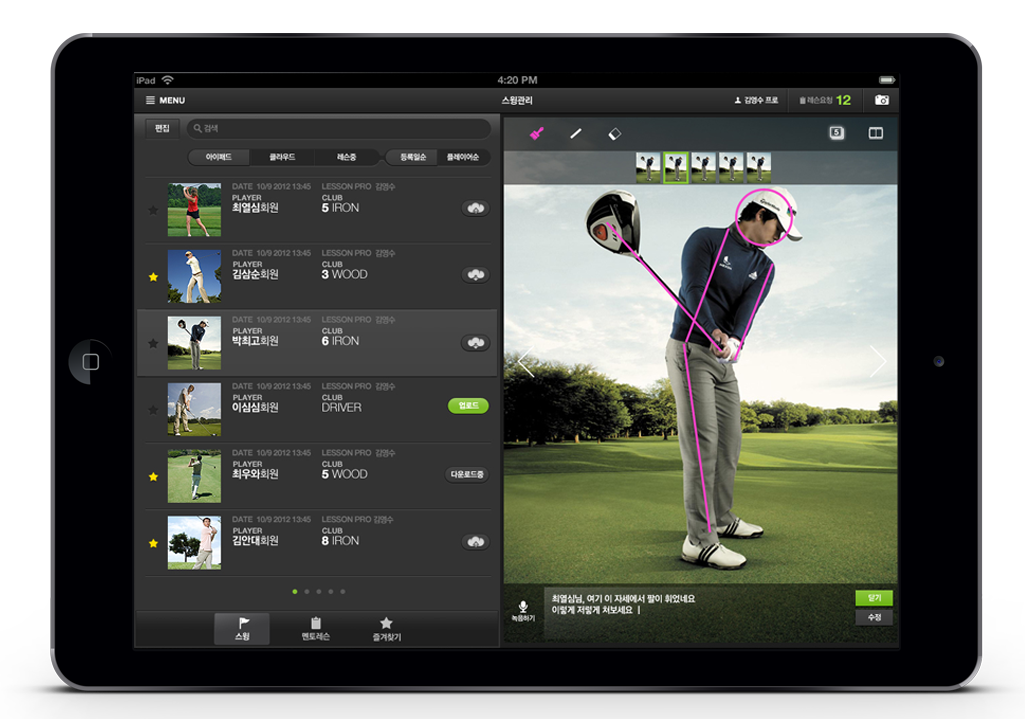 iPad
4:20 PM
MENU
스윙관리
김영수 프로
레슨요청 12
편집
검색
아이패드
클라우드
레슨중
등록일순
플레이어순
DATE 10/9 2012 13:45 LESSON PRO 김영수
PLAYER CLUB
최열심회원 5 IRON
DATE 10/9 2012 13:45 LESSON PRO 김영수
PLAYER CLUB
김삼순회원 3 WOOD
DATE 10/9 2012 13:45 LESSON PRO 김영수
PLAYER CLUB
박최고회원 6 IRON
DATE 10/9 2012 13:45 LESSON PRO 김영수
PLAYER CLUB
이심심회원 DRIVER
업로드
DATE 10/9 2012 13:45 LESSON PRO 김영수
PLAYER CLUB
최우와회원 5 WOOD
다운로드중
DATE 10/9 2012 13:45 LESSON PRO 김영수
PLAYER CLUB
김안대회원 8 IRON
스윙
멘토레슨
즐겨찾기
5
TaylorMade
녹음하기
최열심님, 여기 이 자세에서 팔이 휘었네요
이렇게 저렇게 쳐보세요
닫기
수정